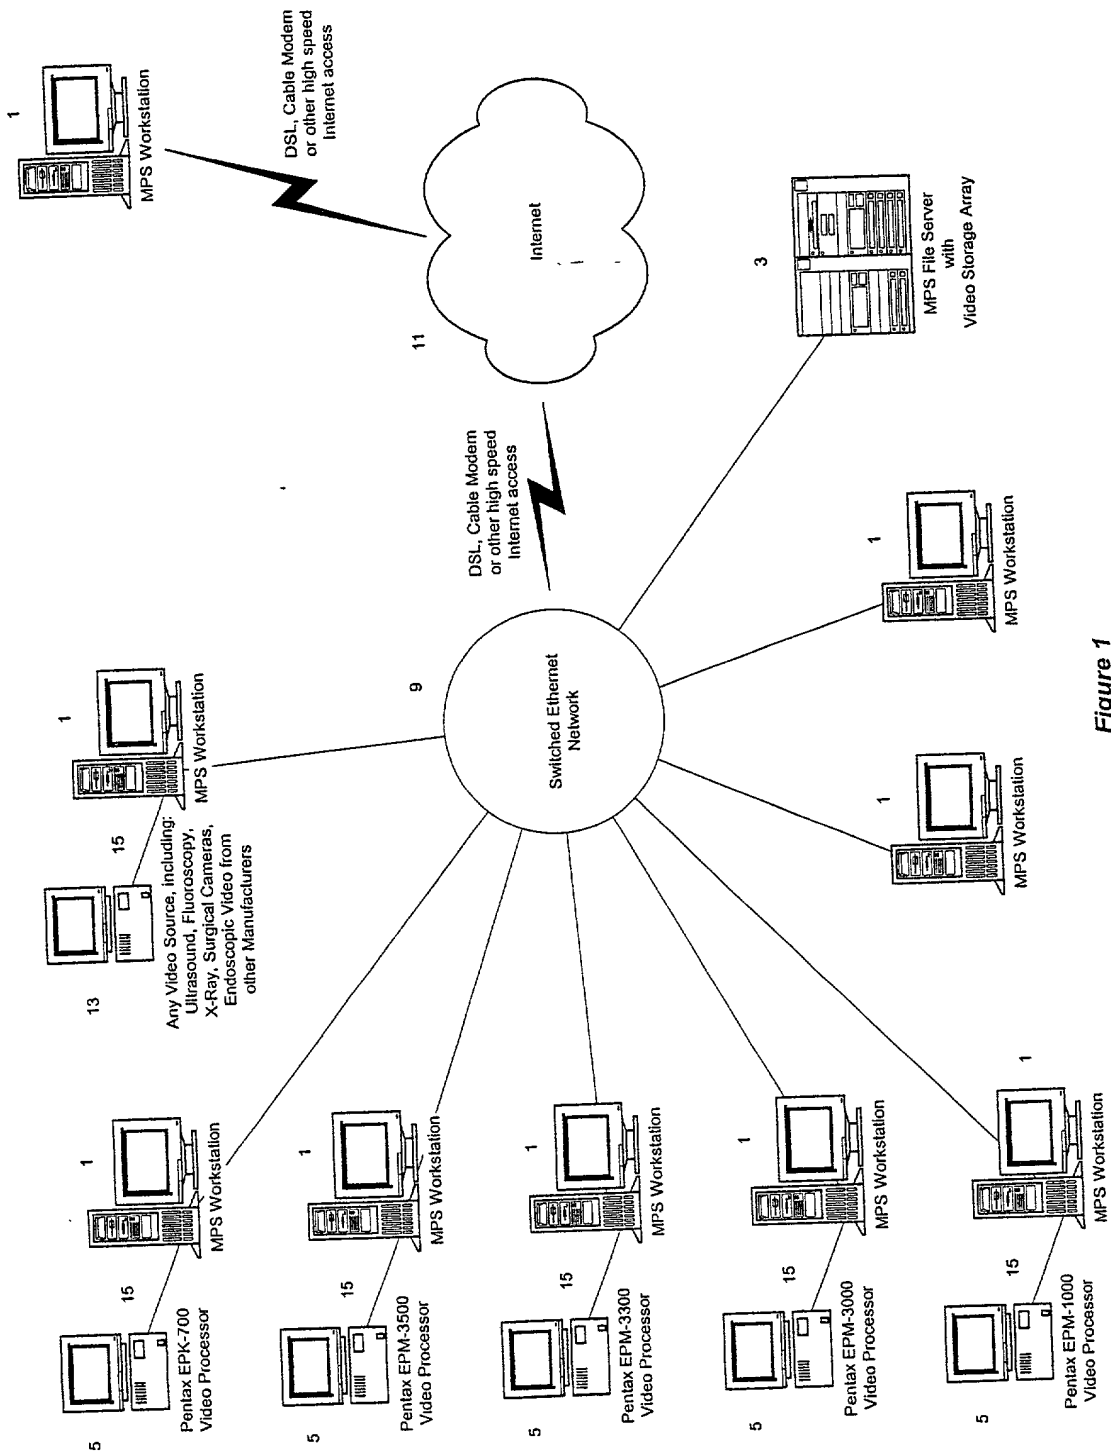 5
Pentax EPK-700
Video Processor
15
1
MPS Workstation
13
Any Video Source, including:
Ultrasound, Fluoroscopy,
X-Ray, Surgical Cameras,
Endoscopic Video from
other Manufacturers
15
1
MPS Workstation
1
MPS Workstation
DSL, Cable Modem
or other high speed
Internet access
5
Pentax EPM-3500
Video Processor
15
1
MPS Workstation
9
Switched Ethernet
Network
DSL, Cable Modem
or other high speed
Internet access
11
Internet
5
Pentax EPM-3300
Video Processor
15
1
MPS Workstation
5
Pentax EPM-3000
Video Processor
15
1
MPS Workstation
3
MPS File Server
with
Video Storage Array
5
Pentax EPM-1000
Video Processor
15
1
MPS Workstation
1
MPS Workstation
1
MPS Workstation
Figure 1